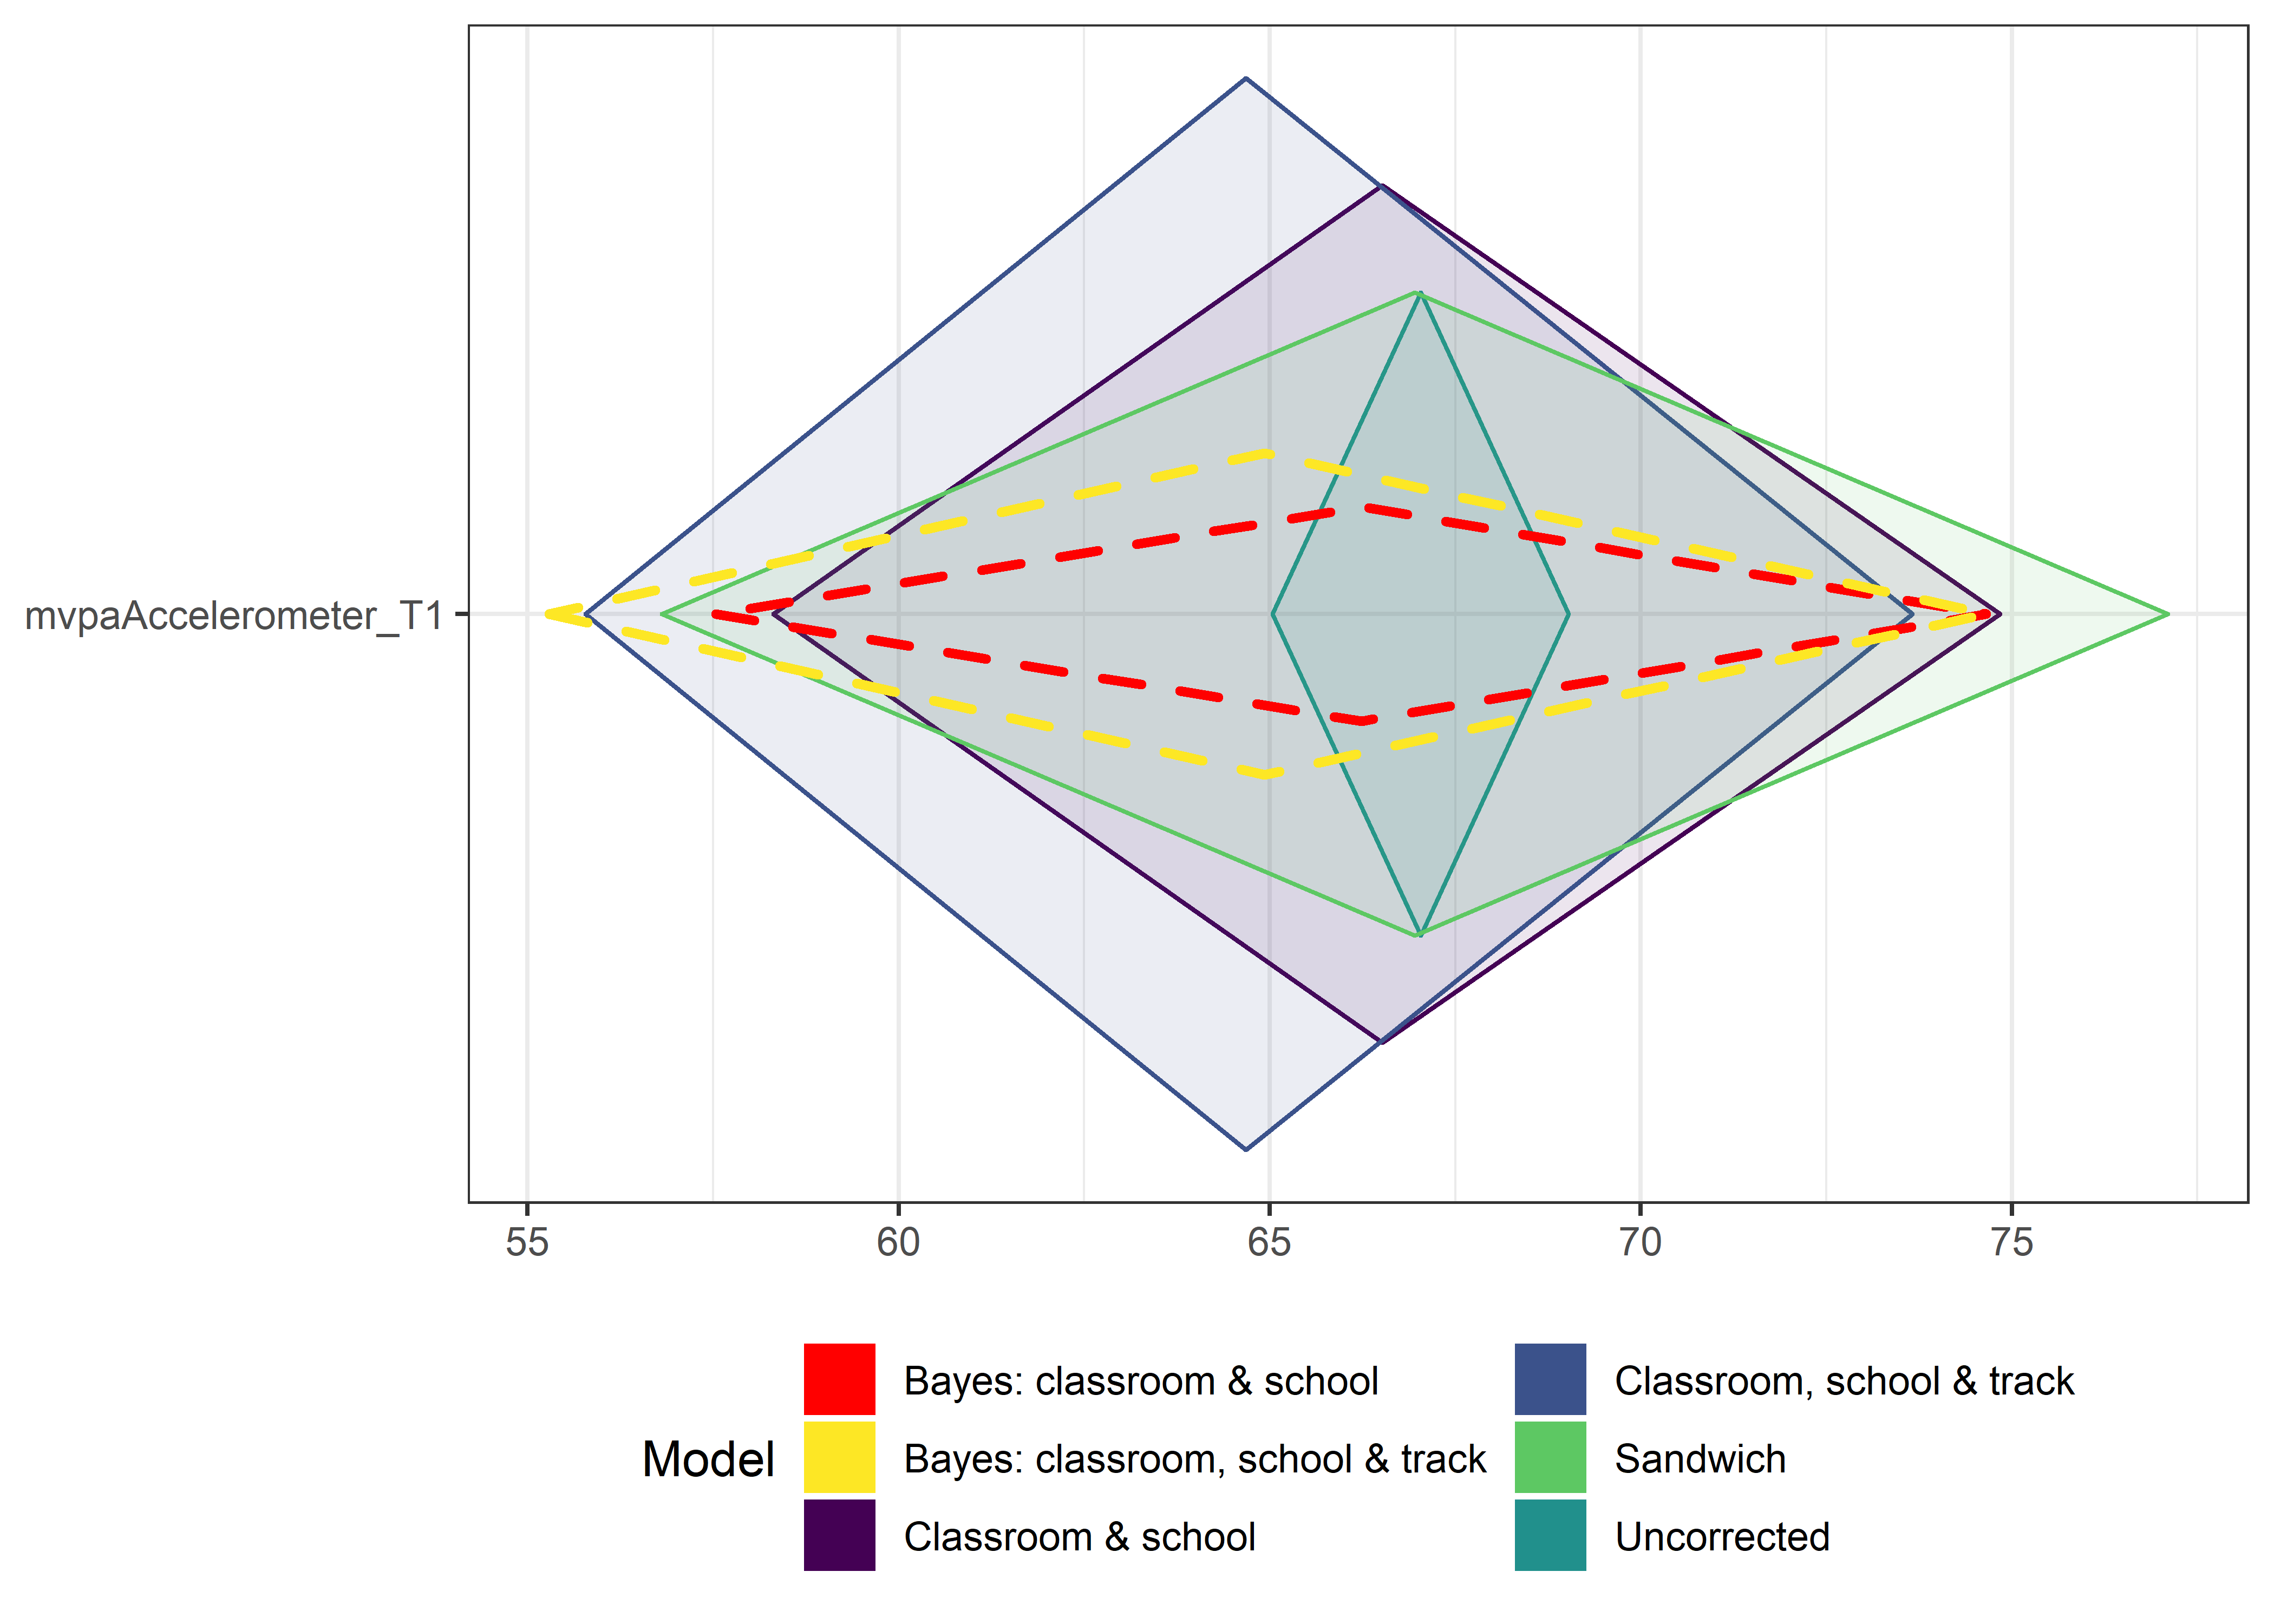 mvpaAccelerometer_T1
55 60 65 70 75
Model
Bayes: classroom & school
Bayes: classroom, school & track
Classroom & school
Classroom, school & track
Sandwich
Uncorrected